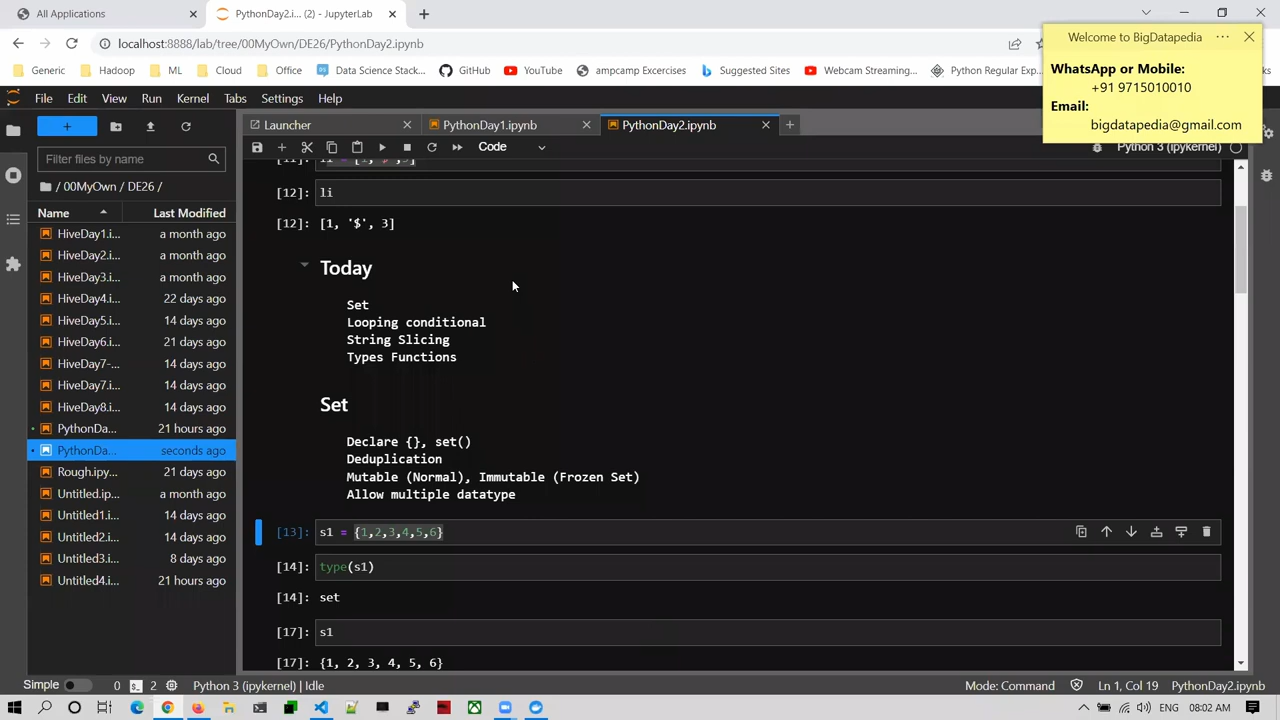 All Applications
PythonDay2.i... (2) - JupyterLab
localhost:8888/lab/tree/00MyOwn/DE26/PythonDay2.ipynb
Generic Hadoop ML Cloud Office Data Science Stack... GitHub YouTube ampcamp Excercises Suggested Sites Webcam Streaming... Python Regular Exp...
Welcome to BigDatapedia ...
WhatsApp or Mobile:
+91 9715010010
Email:
bigdatapedia@gmail.com
File Edit View Run Kernel Tabs Settings Help
Launcher PythonDay1.ipynb PythonDay2.ipynb
Code Python 3 (ipykernel)
Filter files by name
/ 00MyOwn / DE26 /
Name Last Modified
HiveDay1.i... a month ago
HiveDay2.i... a month ago
HiveDay3.i... a month ago
HiveDay4.i... 22 days ago
HiveDay5.i... 14 days ago
HiveDay6.i... 21 days ago
HiveDay7-... 14 days ago
HiveDay7.i... 14 days ago
HiveDay8.i... 14 days ago
PythonDa... 21 hours ago
PythonDa... seconds ago
Rough.ipy... 21 days ago
Untitled.ip... a month ago
Untitled1.i... 14 days ago
Untitled2.i... 14 days ago
Untitled3.i... 8 days ago
Untitled4.i... 21 hours ago
[12]: li
[12]: [1, '$', 3]
Today
Set
Looping conditional
String Slicing
Types Functions
Set
Declare {}, set()
Deduplication
Mutable (Normal), Immutable (Frozen Set)
Allow multiple datatype
[13]: s1 = {1,2,3,4,5,6}
[14]: type(s1)
[14]: set
[17]: s1
[17]: {1, 2, 3, 4, 5, 6}
Simple 0 2 Python 3 (ipykernel) | Idle Mode: Command Ln 1, Col 19 PythonDay2.ipynb
ENG 08:02 AM